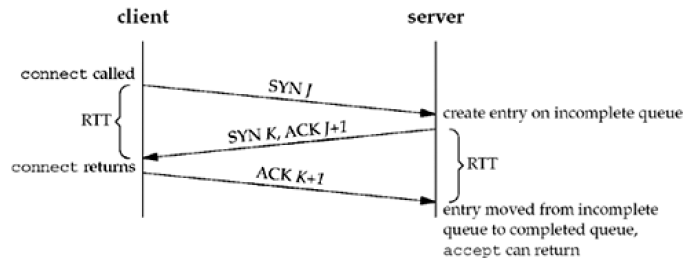 client
server
connect called
SYN J
RTT
create entry on incomplete queue
SYN K, ACK J+1
connect returns
RTT
ACK K+1
entry moved from incomplete
queue to completed queue,
accept can return